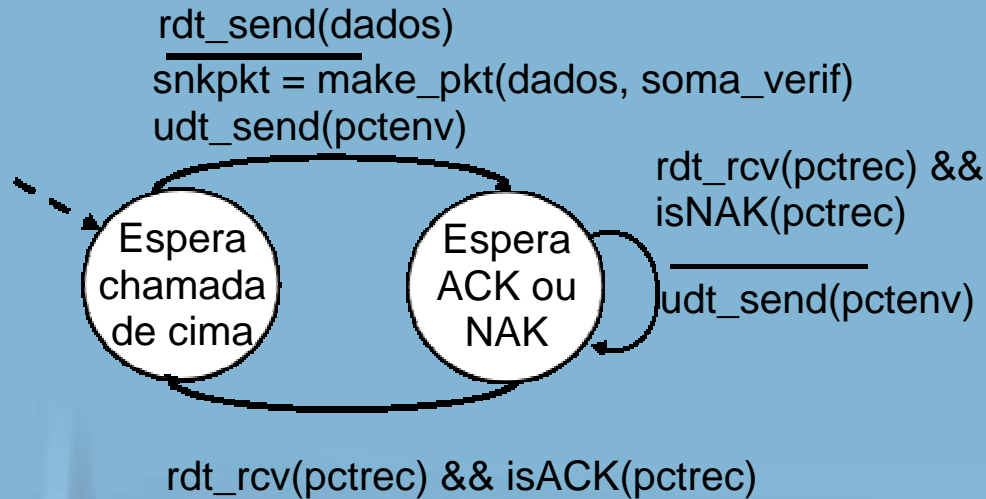 rdt_send(dados)
snkpkt = make_pkt(dados, soma_verif)
udt_send(pctenv)
rdt_rcv(pctrec) &&
isNAK(pctrec)
udt_send(pctenv)
Espera
chamada
de cima
Espera
ACK ou
NAK
rdt_rcv(pctrec) && isACK(pctrec)